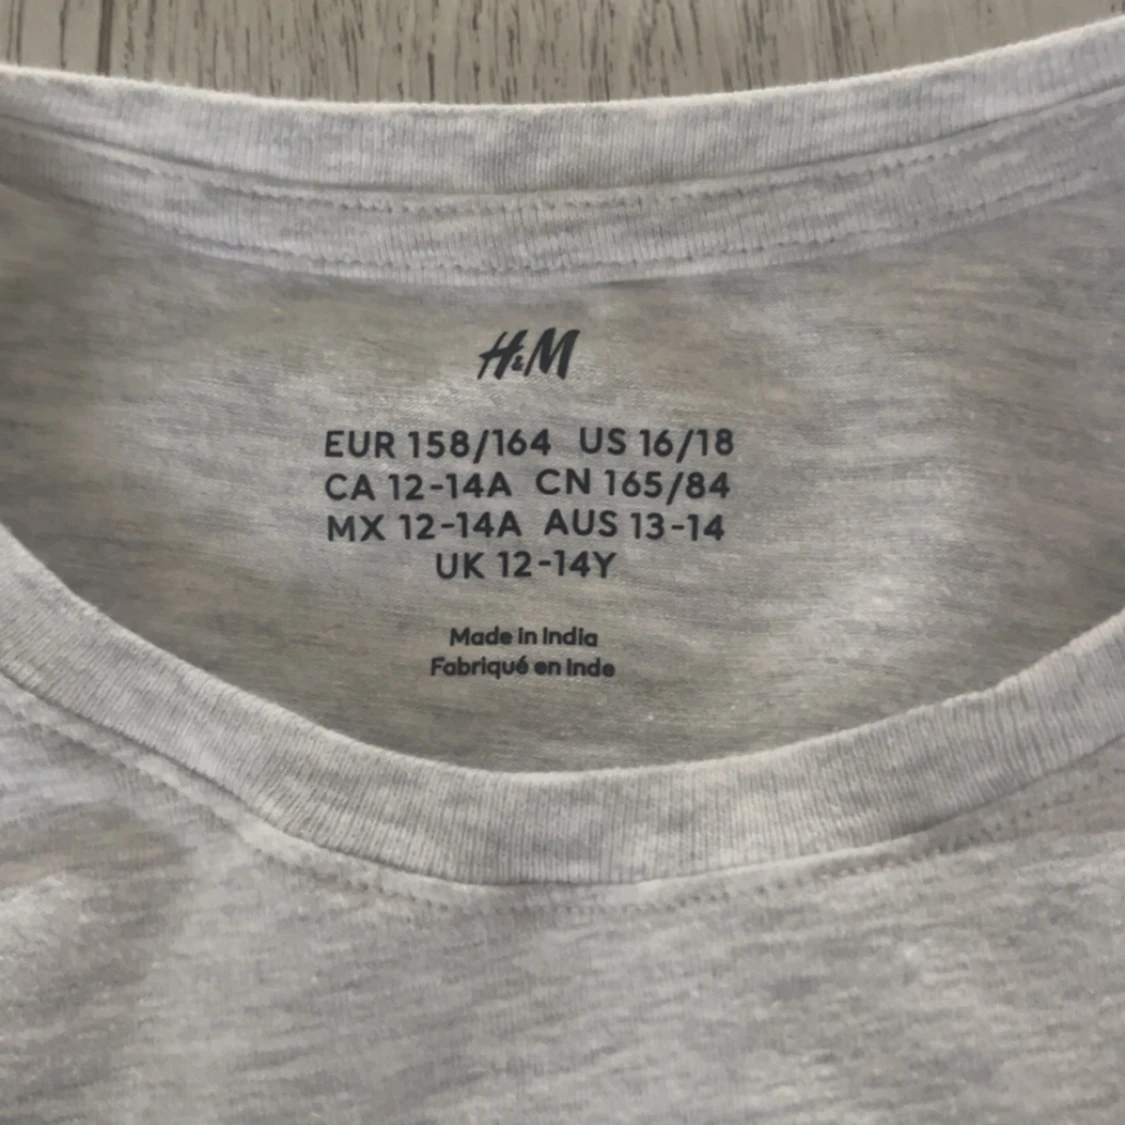 H&M
EUR 158/164 US 16/18
CA 12-14A CN 165/84
MX 12-14A AUS 13-14
UK 12-14Y
Made in India
Fabriqué en Inde